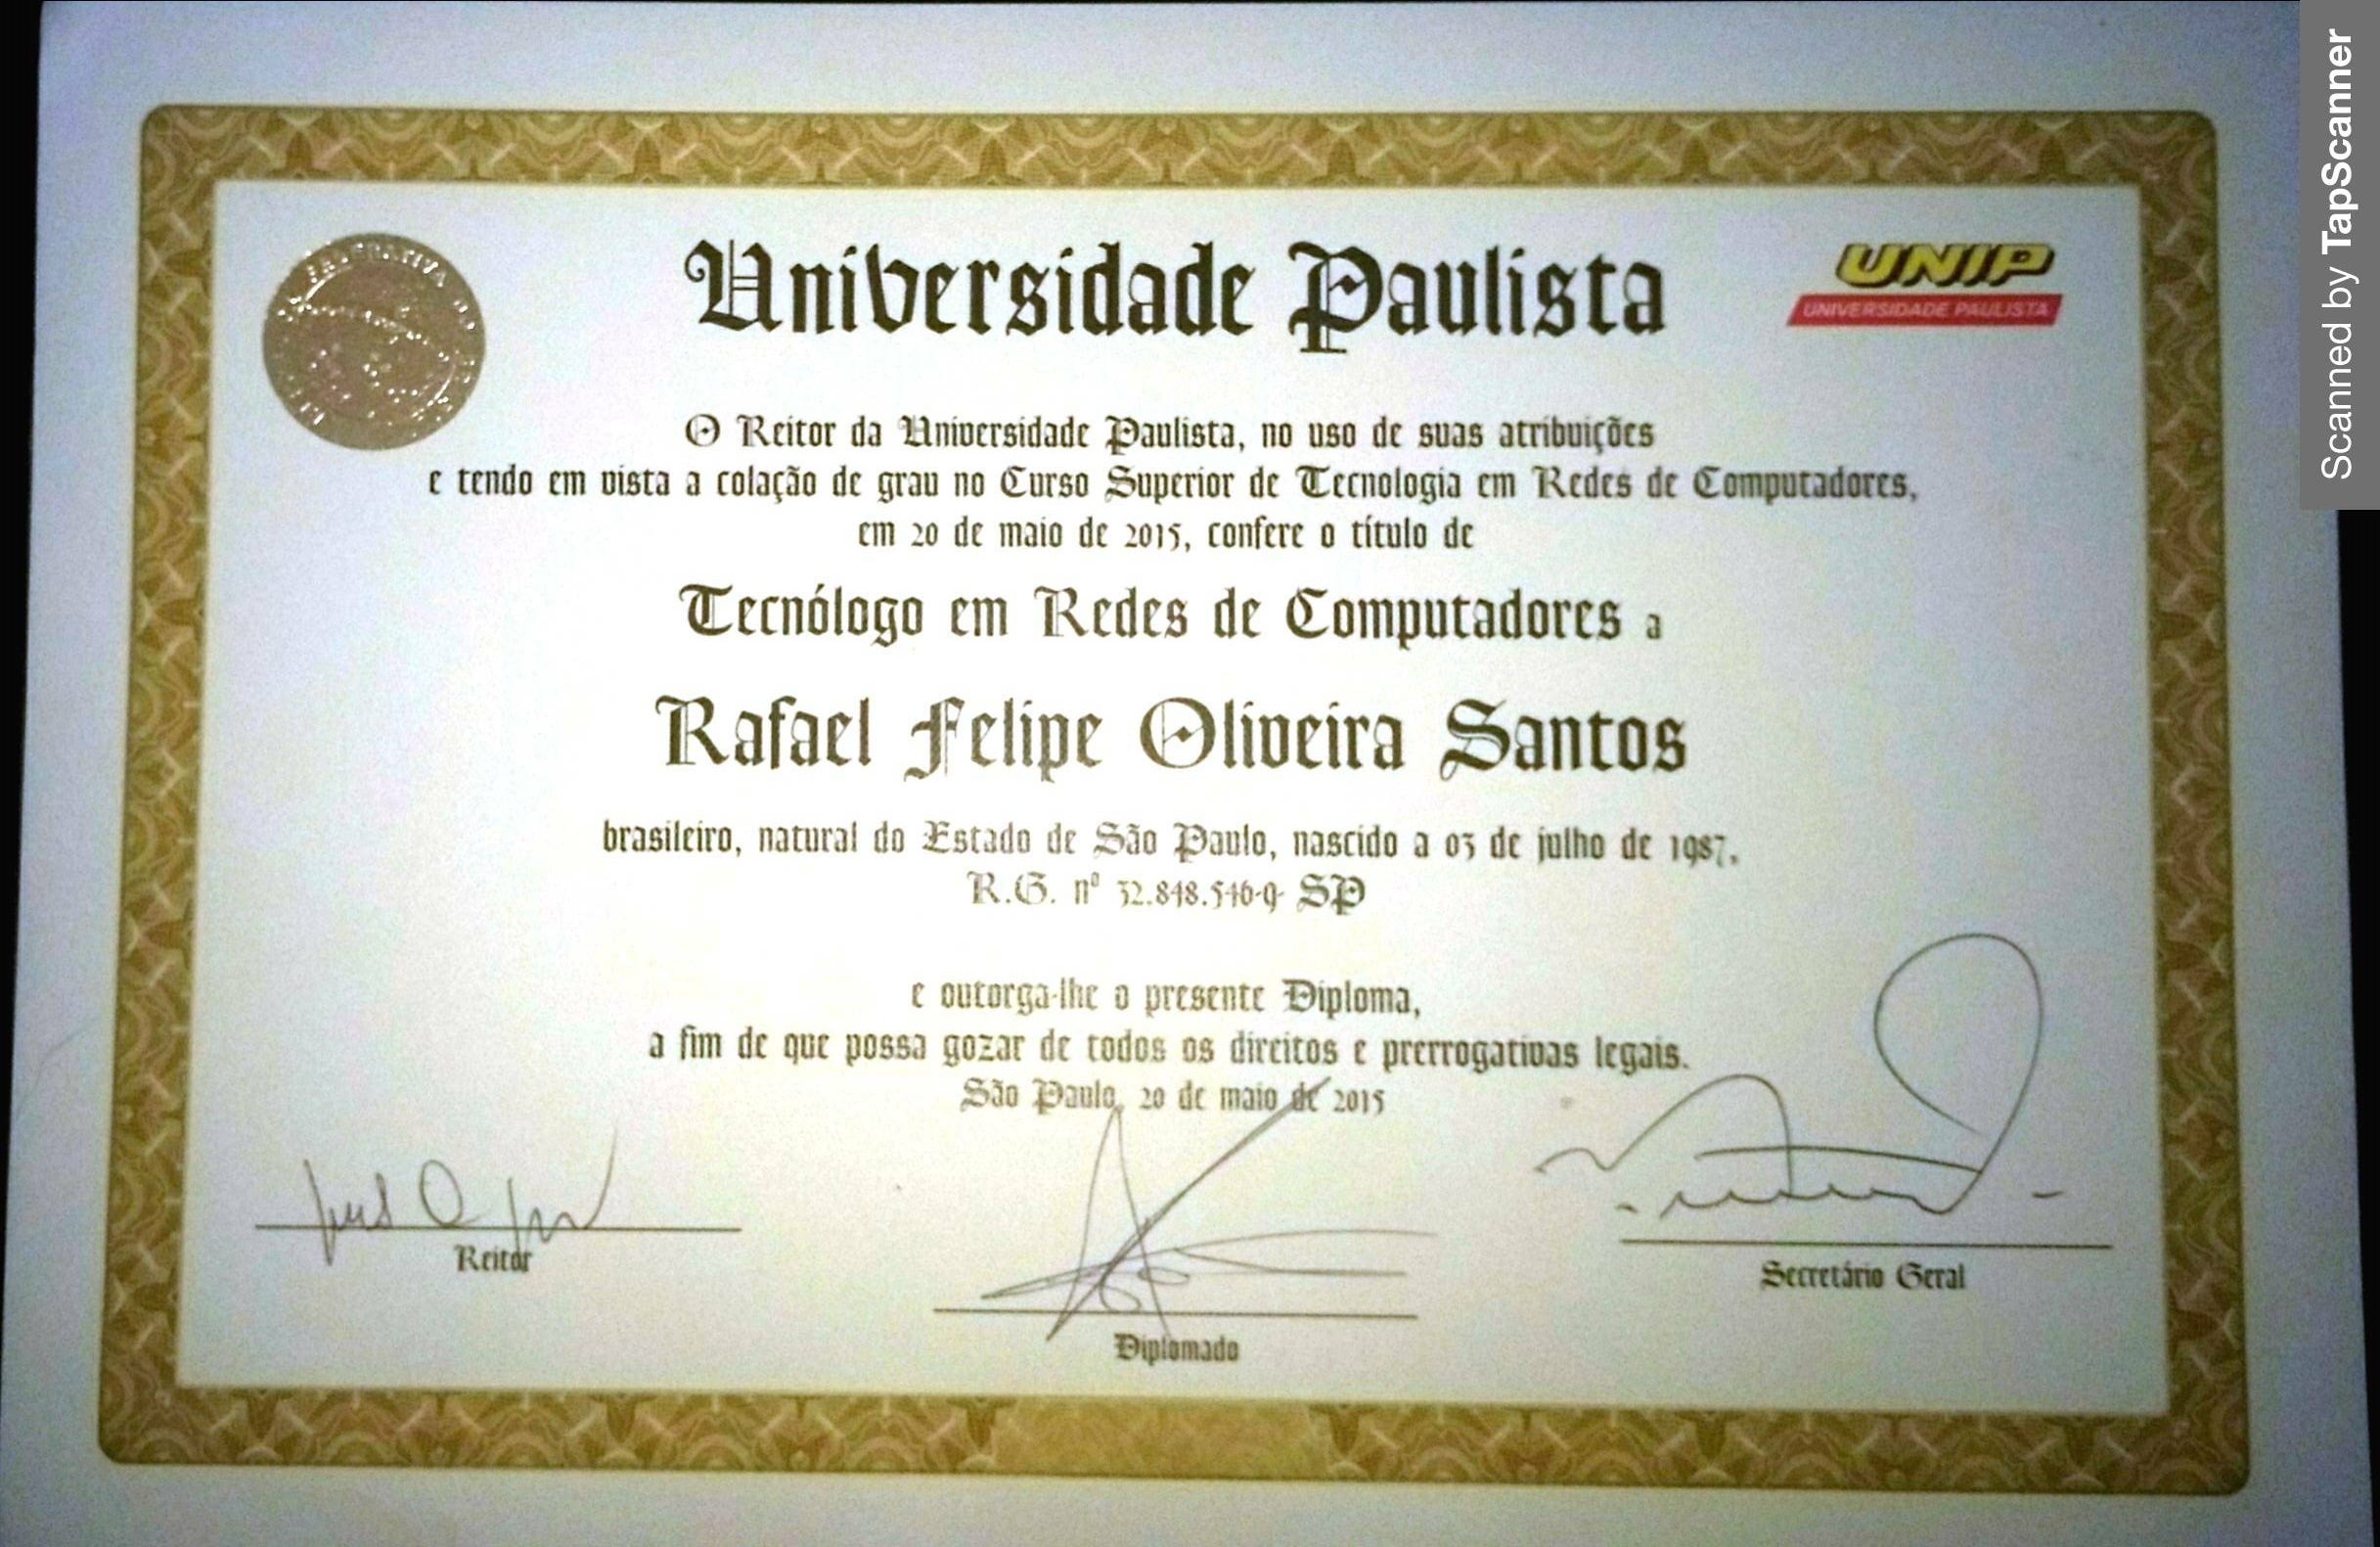 Universidade Paulista
UNIP
UNIVERSIDADE PAULISTA
O Reitor da Universidade Paulista, no uso de suas atribuições
e tendo em vista a colação de grau no Curso Superior de Tecnologia em Redes de Computadores,
em 20 de maio de 2015, confere o título de
Tecnólogo em Redes de Computadores a
Rafael Felipe Oliveira Santos
brasileiro, natural do Estado de São Paulo, nascido a 03 de julho de 1987,
R.G. nº SP
e outorga-lhe o presente Diploma,
a fim de que possa gozar de todos os direitos e prerrogativas legais.
São Paulo, 20 de maio de 2015
Reitor
Diplomado
Secretário Geral
Scanned by TapScanner